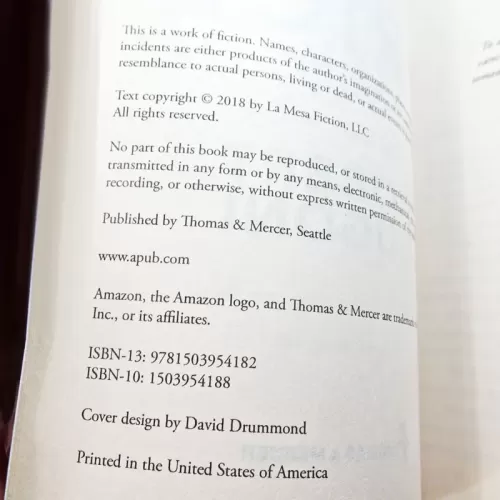 This is a work of fiction. Names, characters, organizations,
incidents are either products of the author's imagination or
resemblance to actual persons, living or dead, or actual
Text copyright © 2018 by La Mesa Fiction, LLC
All rights reserved.
No part of this book may be reproduced, or stored in a
transmitted in any form or by any means, electronic,
recording, or otherwise, without express written permission of
Published by Thomas & Mercer, Seattle
www.apub.com
Amazon, the Amazon logo, and Thomas & Mercer are
Inc., or its affiliates.
ISBN-13: 9781503954182
ISBN-10: 1503954188
Cover design by David Drummond
Printed in the United States of America